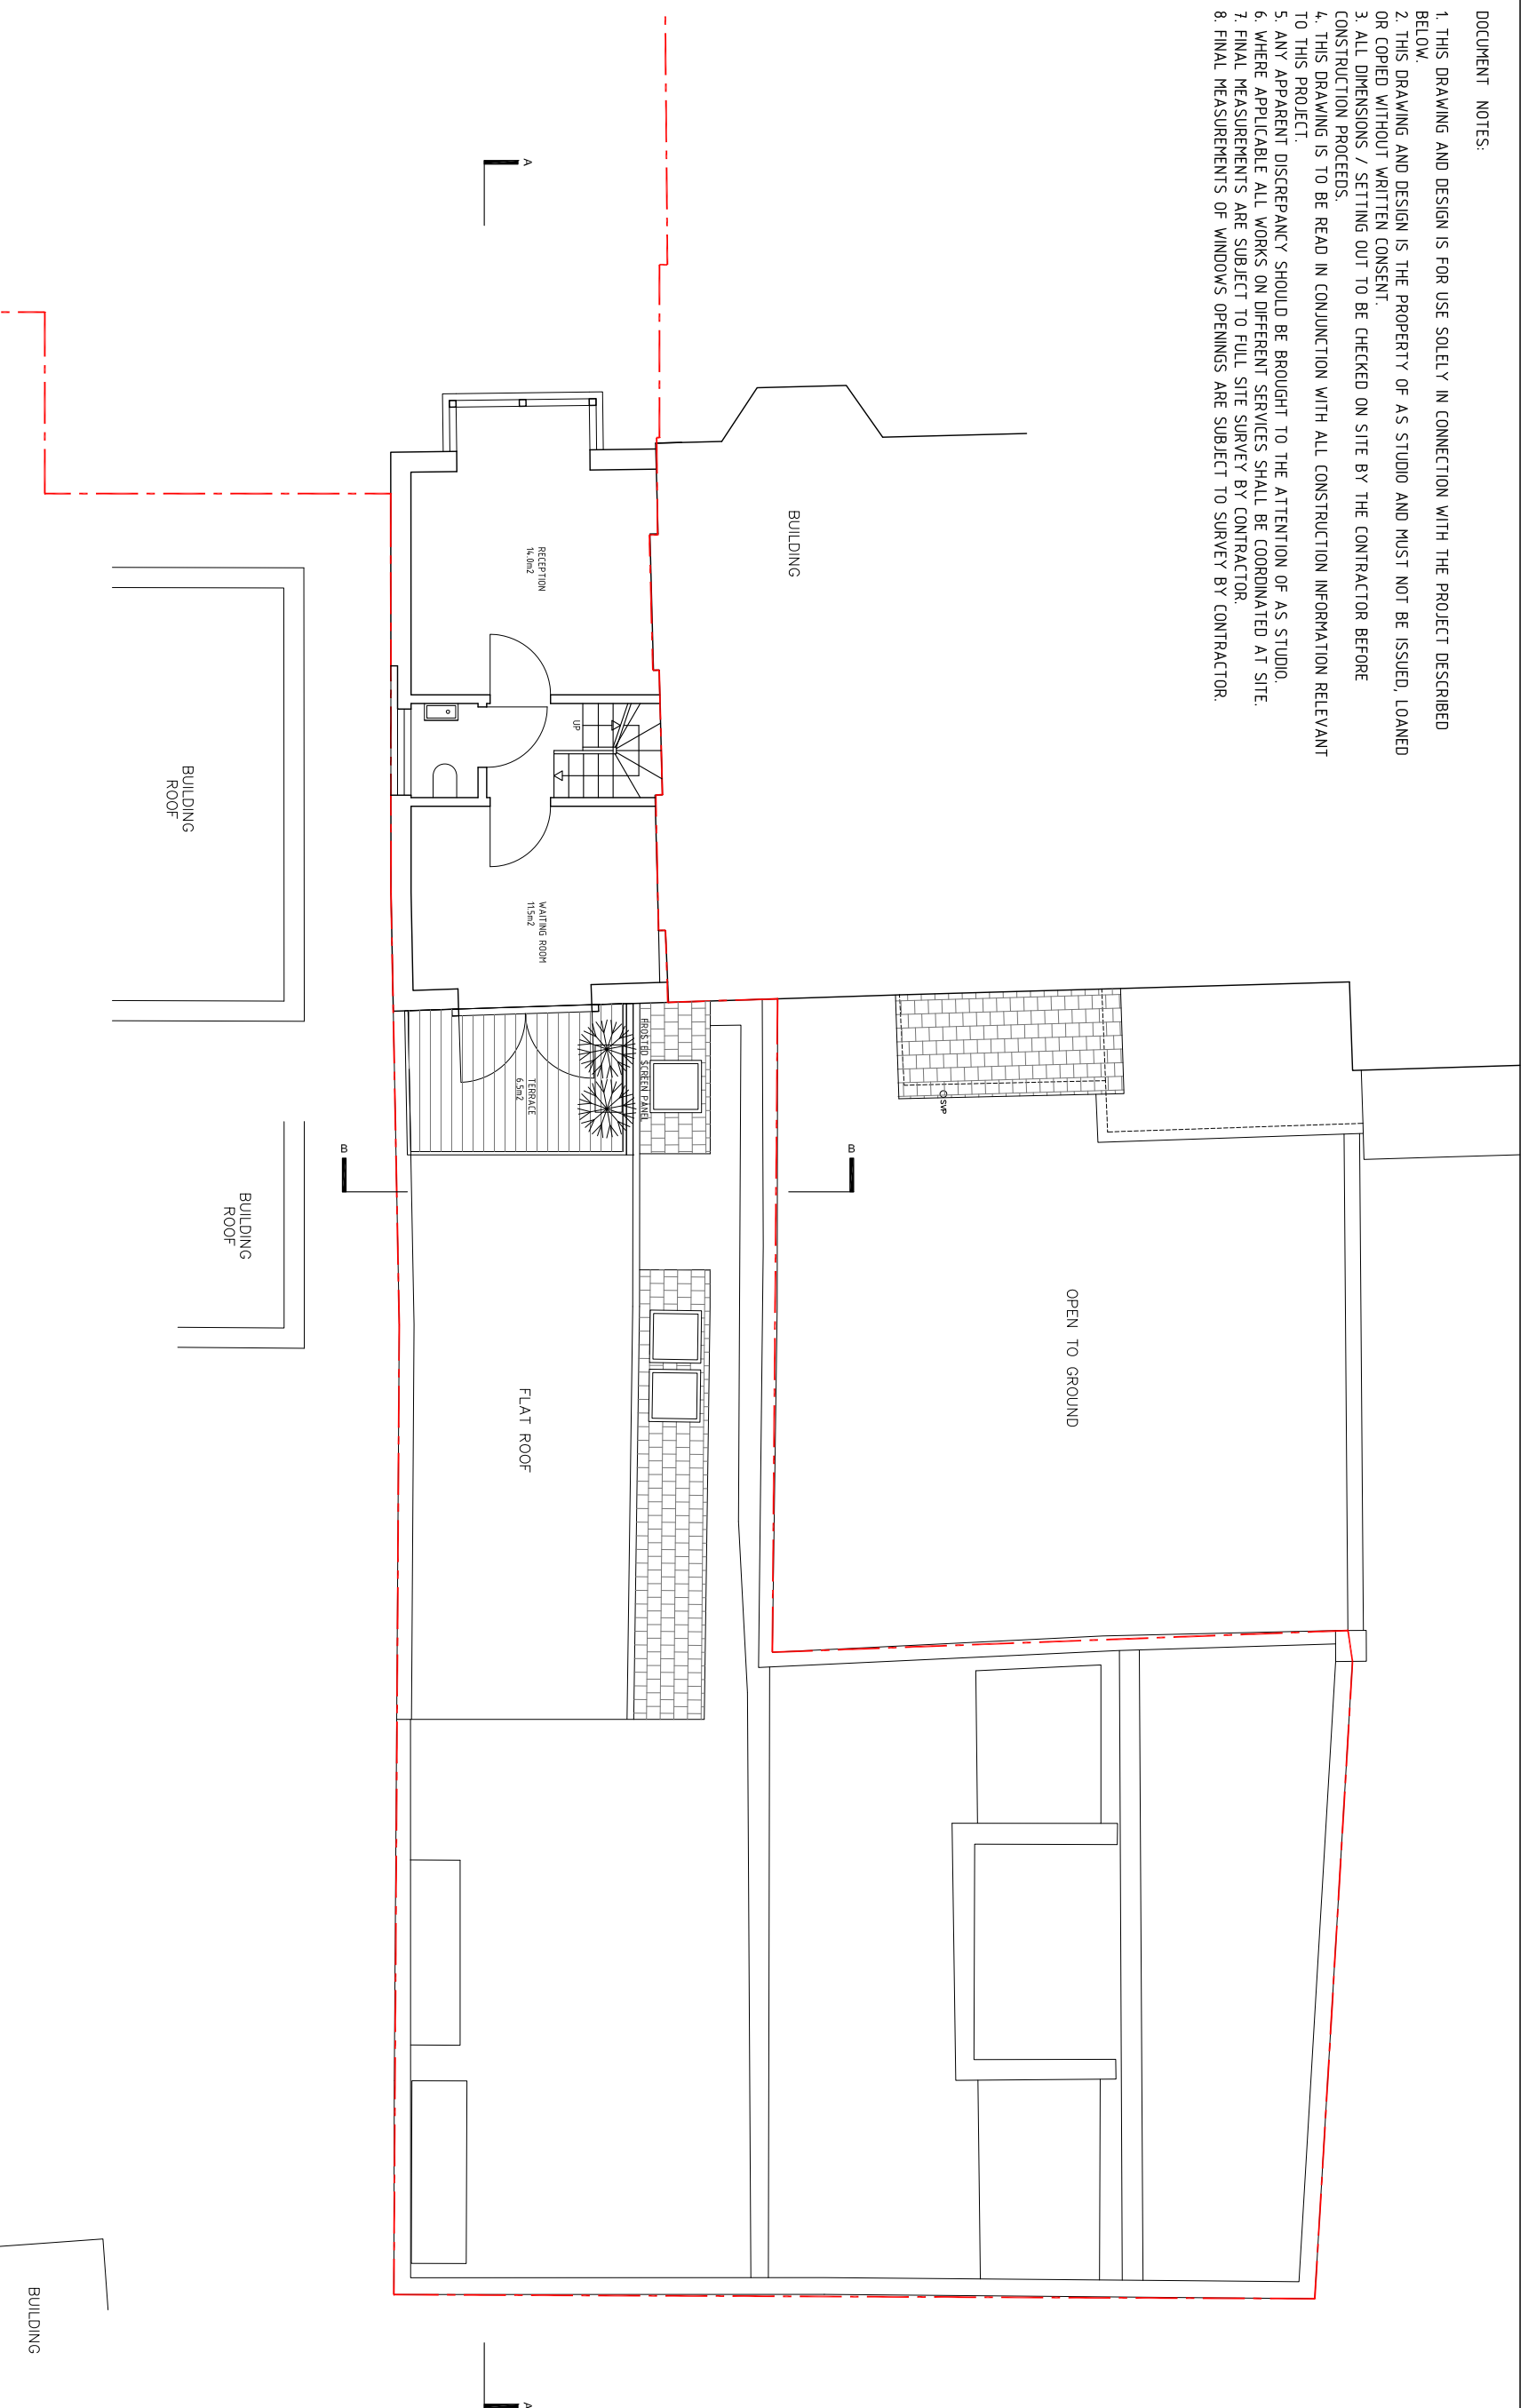 DOCUMENT NOTES:
1. THIS DRAWING AND DESIGN IS FOR USE SOLELY IN CONNECTION WITH THE PROJECT DESCRIBED
BELOW.
2. THIS DRAWING AND DESIGN IS THE PROPERTY OF AS STUDIO AND MUST NOT BE ISSUED, LOANED
OR COPIED WITHOUT WRITTEN CONSENT.
3. ALL DIMENSIONS / SETTING OUT TO BE CHECKED ON SITE BY THE CONTRACTOR BEFORE
CONSTRUCTION PROCEEDS.
4. THIS DRAWING IS TO BE READ IN CONJUNCTION WITH ALL CONSTRUCTION INFORMATION RELEVANT
TO THIS PROJECT.
5. ANY APPARENT DISCREPANCY SHOULD BE BROUGHT TO THE ATTENTION OF AS STUDIO.
6. WHERE APPLICABLE ALL WORKS ON DIFFERENT SERVICES SHALL BE COORDINATED AT SITE.
7. FINAL MEASUREMENTS ARE SUBJECT TO FULL SITE SURVEY BY CONTRACTOR.
8. FINAL MEASUREMENTS OF WINDOWS OPENINGS ARE SUBJECT TO SURVEY BY CONTRACTOR.
SVP
OPEN TO GROUND
B
BUILDING
FROSTED SCREEN PANEL
UP
RECEPTION
14.0m2
WAITING ROOM
11.5m2
TERRACE
6.5m2
FLAT ROOF
A
A
B
BUILDING
ROOF
BUILDING
ROOF
BUILDING